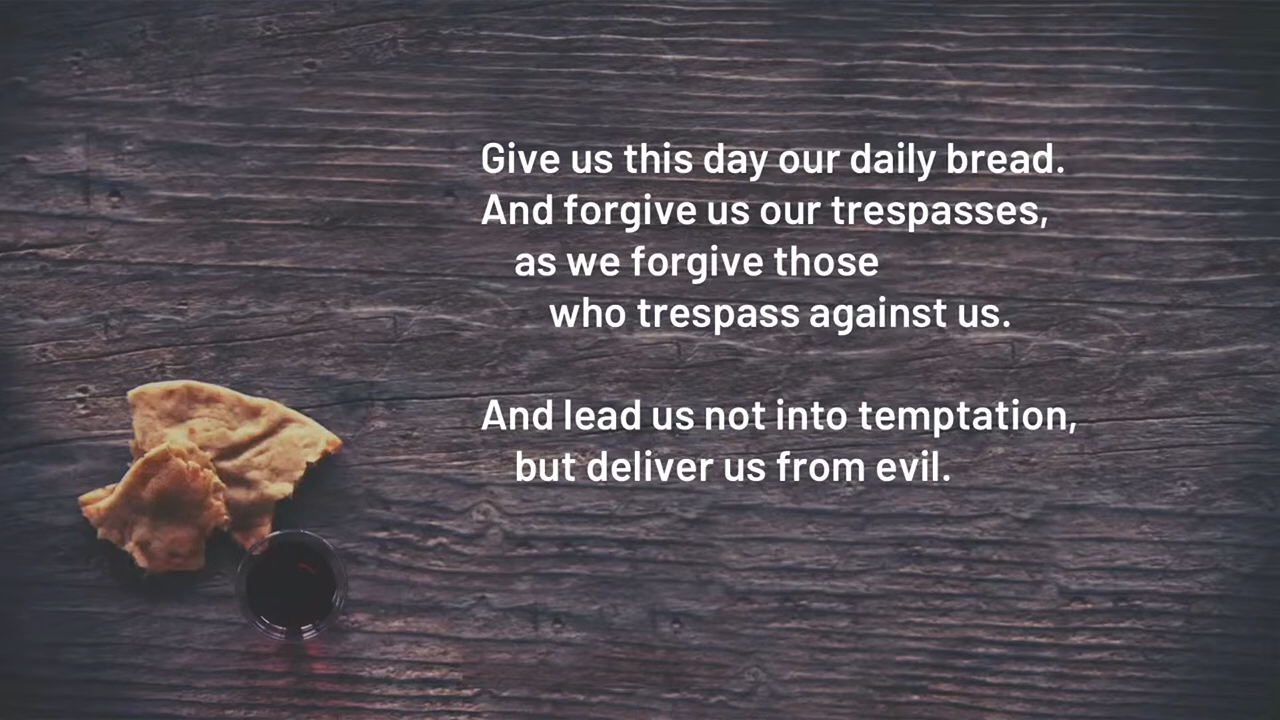 Give us this day our daily bread.
And forgive us our trespasses,
as we forgive those
who trespass against us.
And lead us not into temptation,
but deliver us from evil.